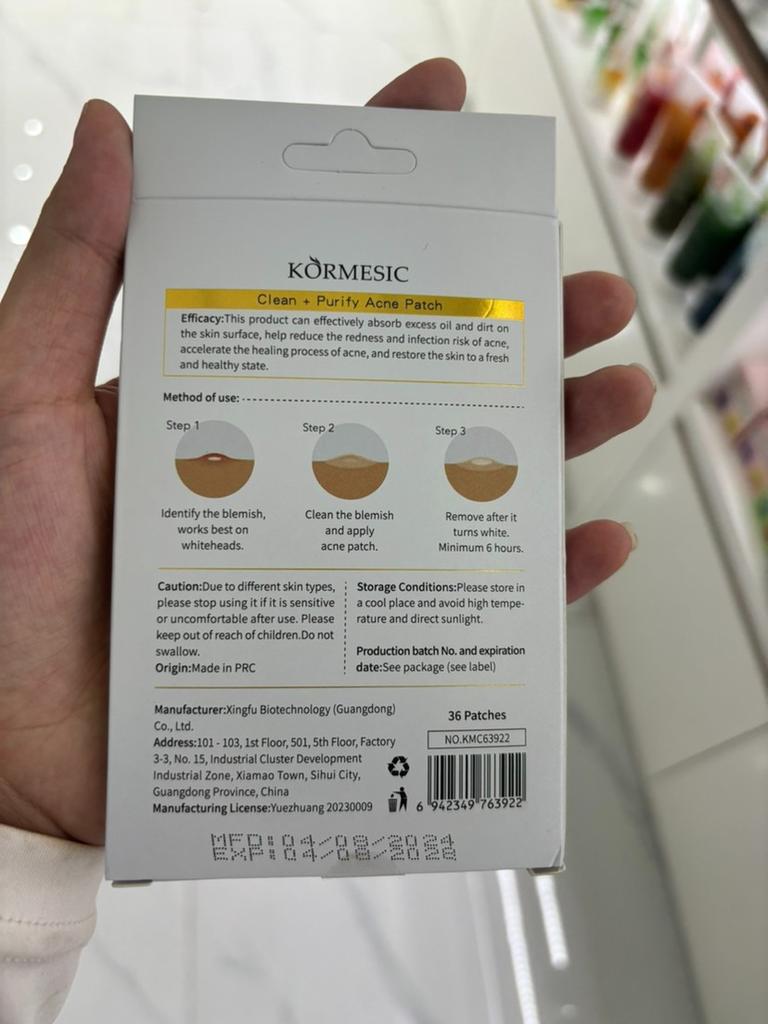 KORMESIC
Clean + Purify Acne Patch
Efficacy:This product can effectively absorb excess oil and dirt on
the skin surface, help reduce the redness and infection risk of acne,
accelerate the healing process of acne, and restore the skin to a fresh
and healthy state.
Method of use:
Step 1
Identify the blemish,
works best on
whiteheads.
Step 2
Clean the blemish
and apply
acne patch.
Step 3
Remove after it
turns white.
Minimum 6 hours.
Caution:Due to different skin types,
please stop using it if it is sensitive
or uncomfortable after use. Please
keep out of reach of children.Do not
swallow.
Origin:Made in PRC
Storage Conditions:Please store in
a cool place and avoid high tempe-
rature and direct sunlight.
Production batch No. and expiration
date:See package (see label)
Manufacturer:Xingfu Biotechnology (Guangdong)
Co., Ltd.
Address:101 - 103, 1st Floor, 501, 5th Floor, Factory
3-3, No. 15, Industrial Cluster Development
Industrial Zone, Xiamao Town, Sihui City,
Guangdong Province, China
Manufacturing License:Yuezhuang 20230009
36 Patches
NO.KMC63922
6 942349 763922
MFD:04/08/2024
EXP:04/08/2028